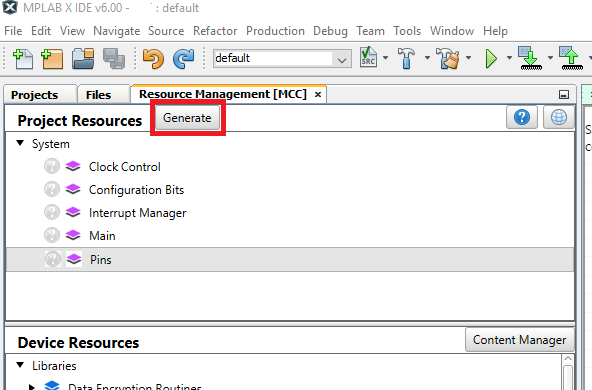 MPLAB X IDE v6.00 - : default
File Edit View Navigate Source Refactor Production Debug Team Tools Window Help
default
SRC
Projects Files Resource Management [MCC] ×
Project Resources Generate ?
System
? Clock Control
? Configuration Bits
? Interrupt Manager
? Main
? Pins
Device Resources Content Manager
Libraries
Data Encryption Routines